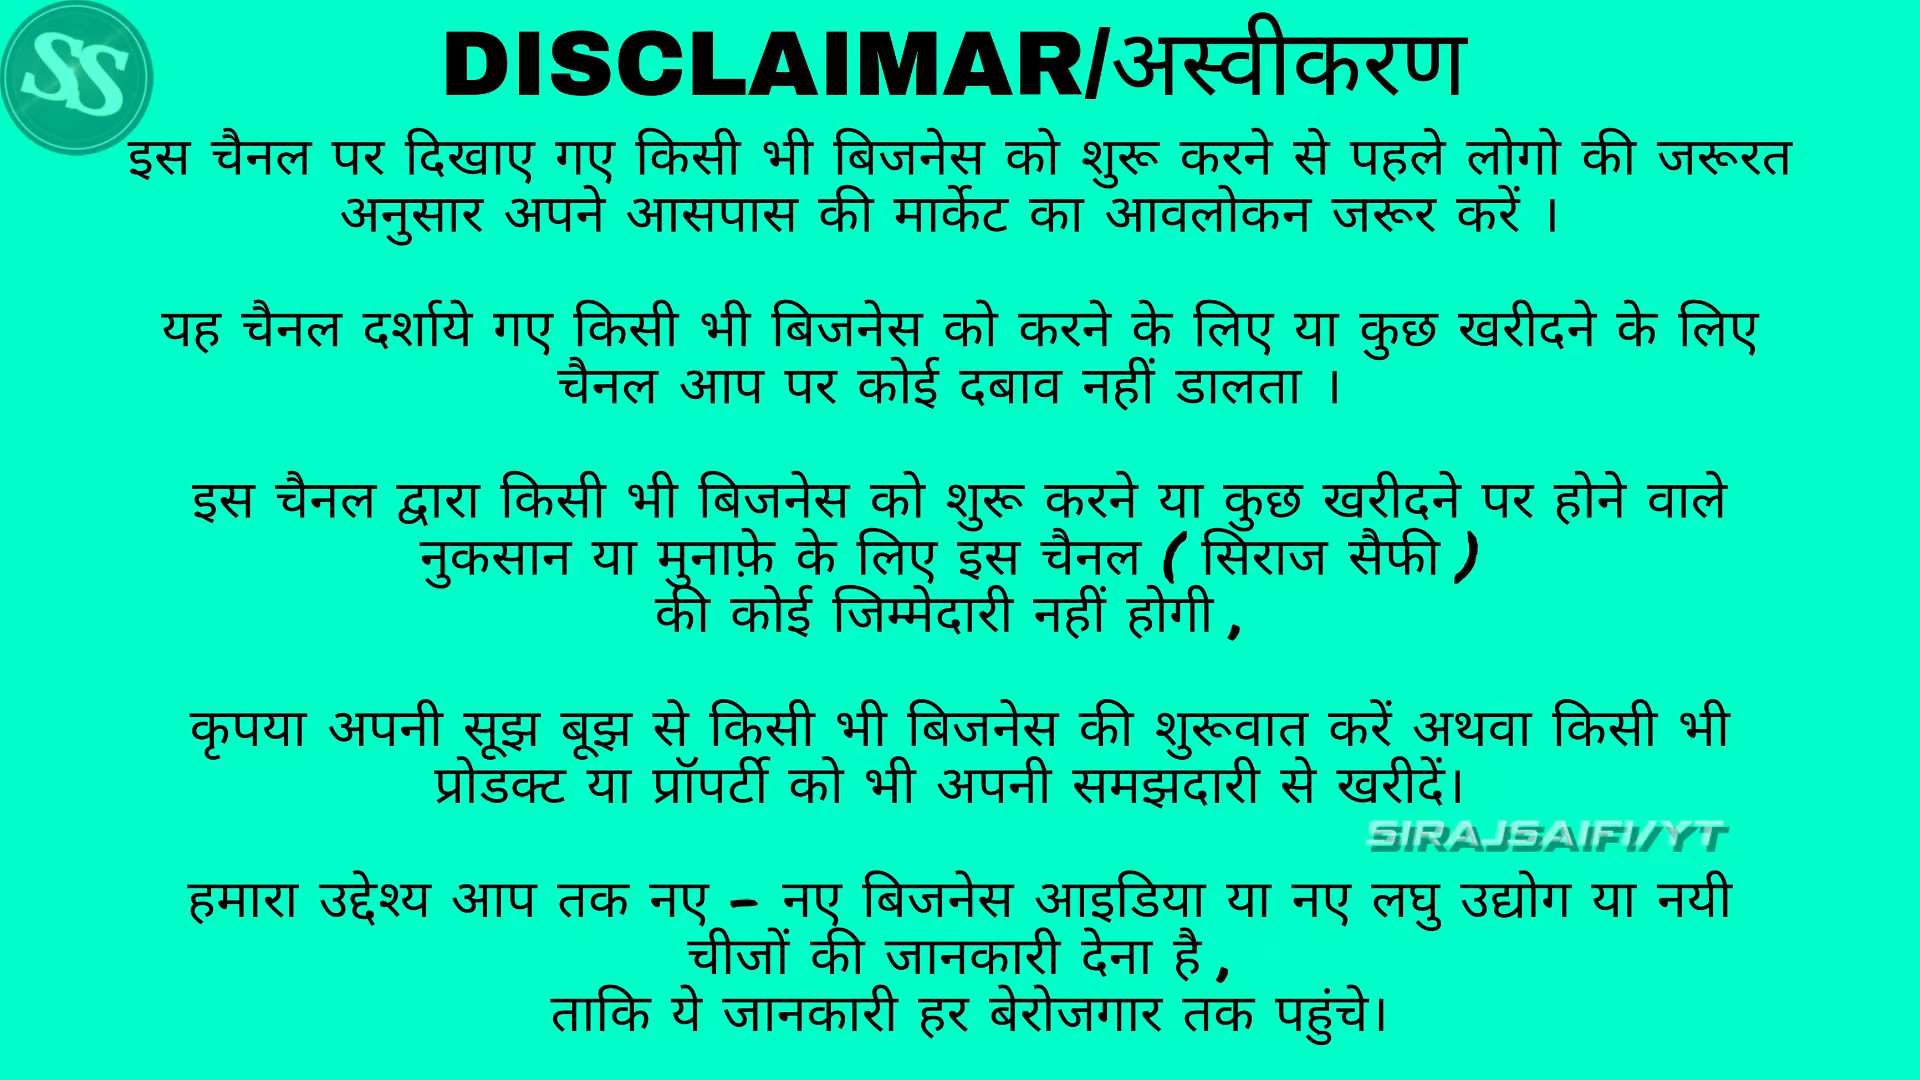 SS
DISCLAIMAR/अस्वीकरण
इस चैनल पर दिखाए गए किसी भी बिजनेस को शुरू करने से पहले लोगो की जरूरत
अनुसार अपने आसपास की मार्केट का आवलोकन जरूर करें ।
यह चैनल दर्शाये गए किसी भी बिजनेस को करने के लिए या कुछ खरीदने के लिए
चैनल आप पर कोई दबाव नहीं डालता ।
इस चैनल द्वारा किसी भी बिजनेस को शुरू करने या कुछ खरीदने पर होने वाले
नुकसान या मुनाफ़े के लिए इस चैनल ( सिराज सैफी )
की कोई जिम्मेदारी नहीं होगी ,
कृपया अपनी सूझ बूझ से किसी भी बिजनेस की शुरूवात करें अथवा किसी भी
प्रोडक्ट या प्रॉपर्टी को भी अपनी समझदारी से खरीदें।
SIRAJSAIFI/YT
हमारा उद्देश्य आप तक नए – नए बिजनेस आइडिया या नए लघु उद्योग या नयी
चीजों की जानकारी देना है ,
ताकि ये जानकारी हर बेरोजगार तक पहुंचे।